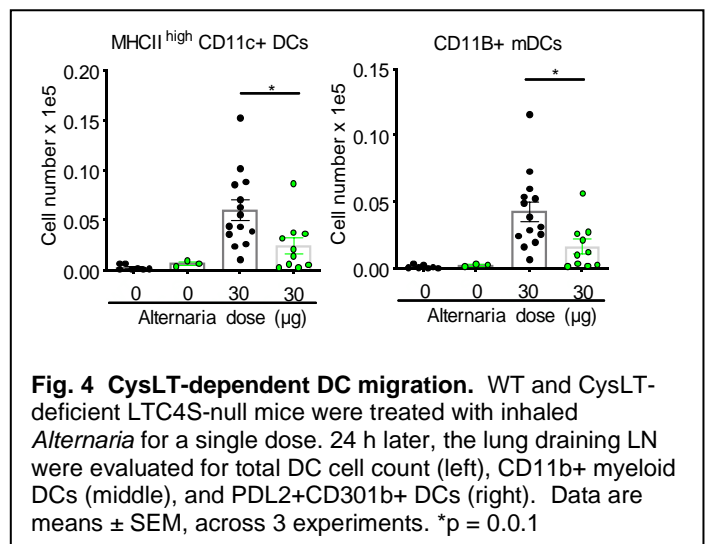 MHCII high CD11c+ DCs
CD11B+ mDCs
Cell number x 1e5
0.20
0.15
0.10
0.05
0.00
*
0 0 30 30
Alternaria dose (µg)
Cell number x 1e5
0.15
0.10
0.05
0.00
*
0 0 30 30
Alternaria dose (µg)
Fig. 4 CysLT-dependent DC migration. WT and CysLT-
deficient LTC4S-null mice were treated with inhaled
Alternaria for a single dose. 24 h later, the lung draining LN
were evaluated for total DC cell count (left), CD11b+ myeloid
DCs (middle), and PDL2+CD301b+ DCs (right). Data are
means ± SEM, across 3 experiments. *p = 0.0.1